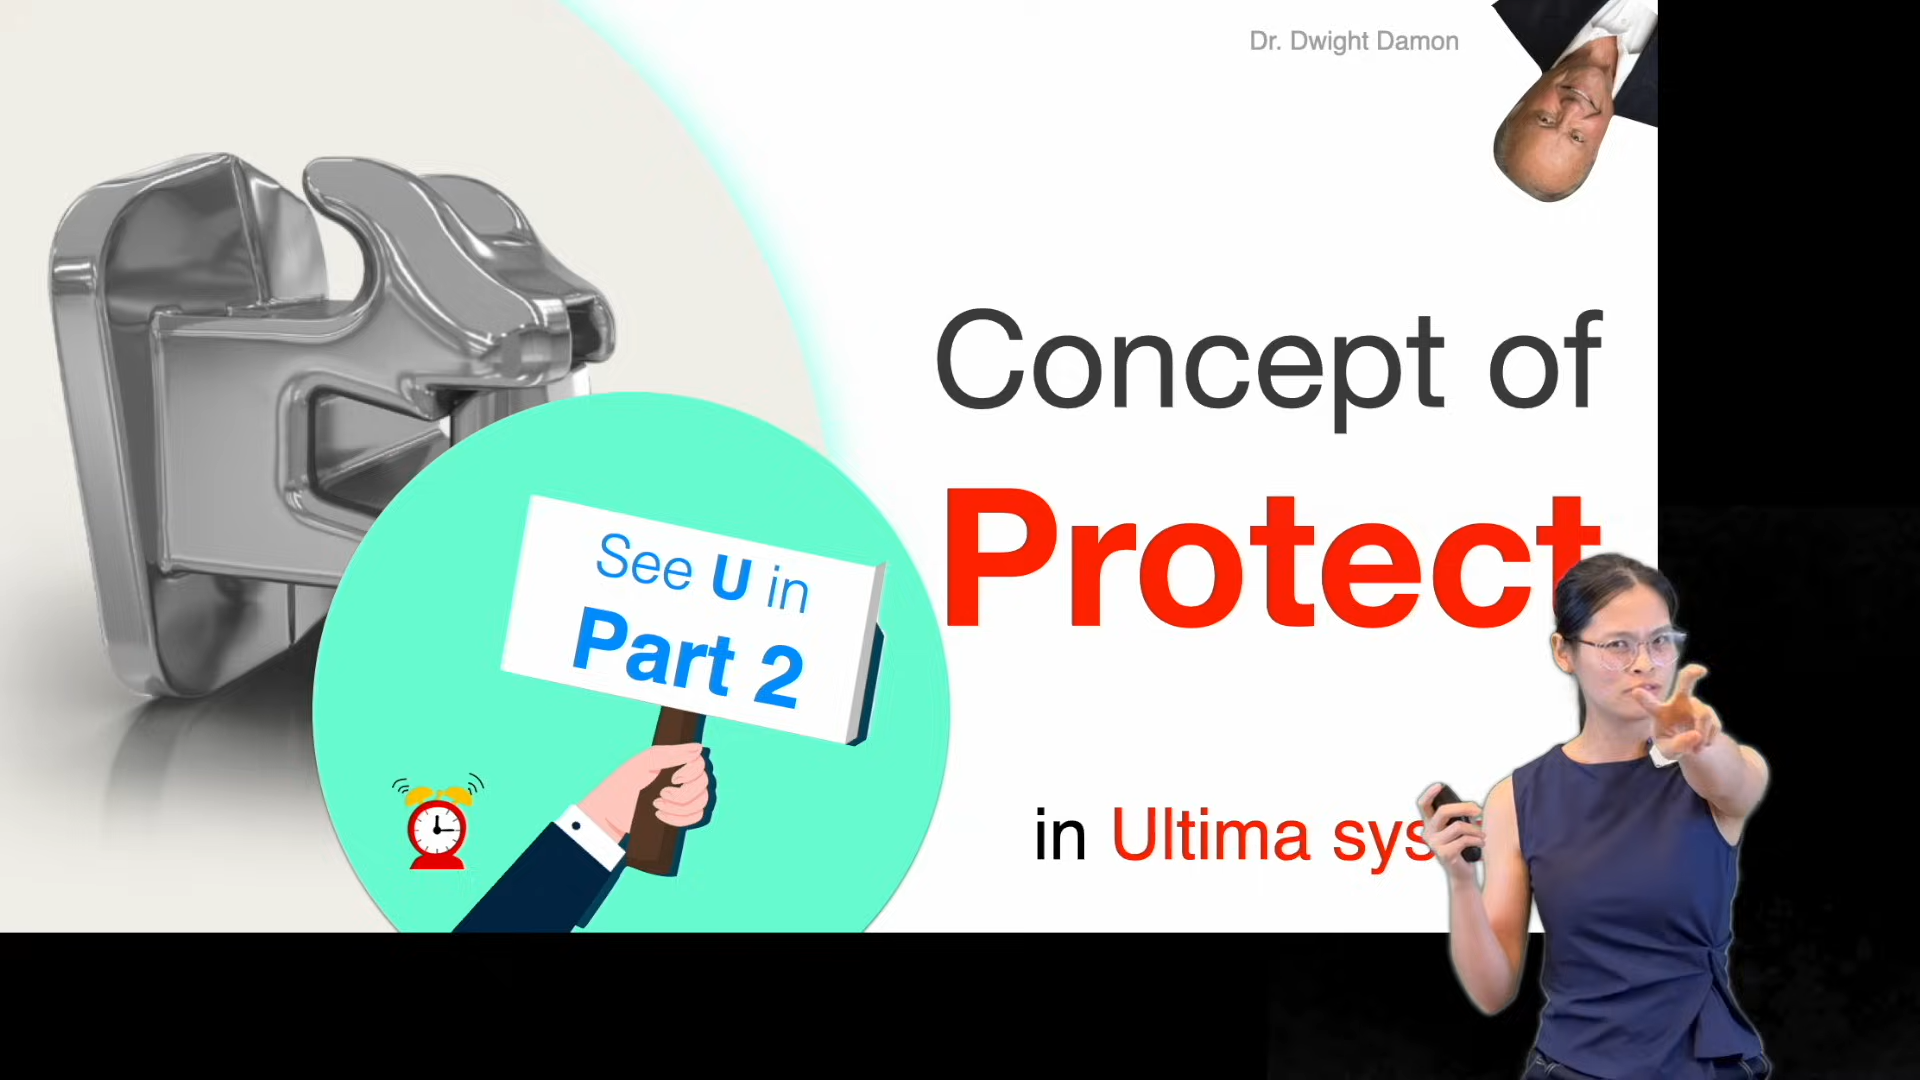 Dr. Dwight Damon
Concept of
Protect
See U in
Part 2
in Ultima sys